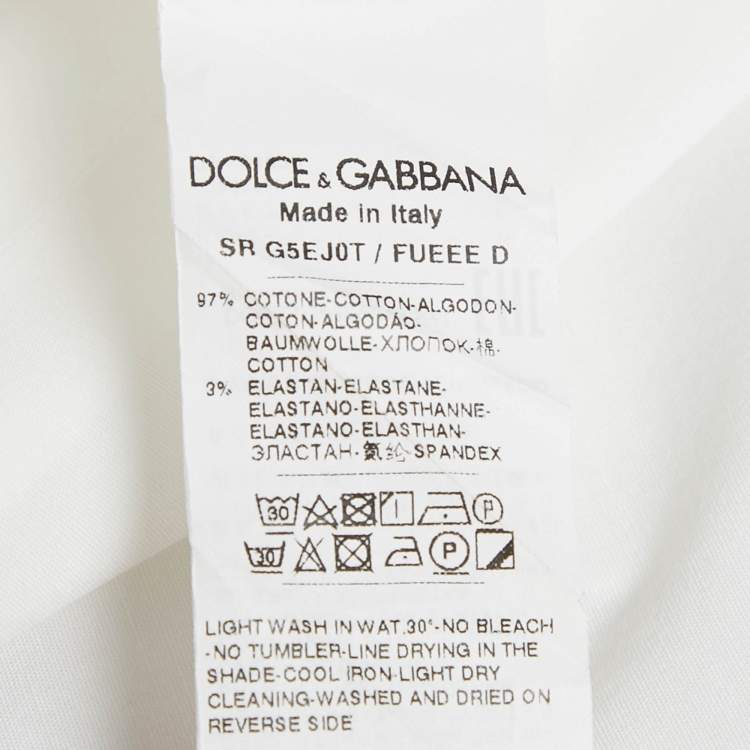 DOLCE & GABBANA
Made in Italy
SR G5EJ0T / FUEEE D
97% COTONE-COTTON-ALGODON-
COTON-ALGODÃO-
BAUMWOLLE-ХЛОПОК-棉-
COTTON
3% ELASTAN-ELASTANE-
ELASTANO-ELASTHANNE-
ELASTANO-ELASTHAN-
ЭЛАСТАН-氨纶-SPANDEX
30 P
30 P
LIGHT WASH IN WAT.30°-NO BLEACH
-NO TUMBLER-LINE DRYING IN THE
SHADE-COOL IRON-LIGHT DRY
CLEANING-WASHED AND DRIED ON
REVERSE SIDE